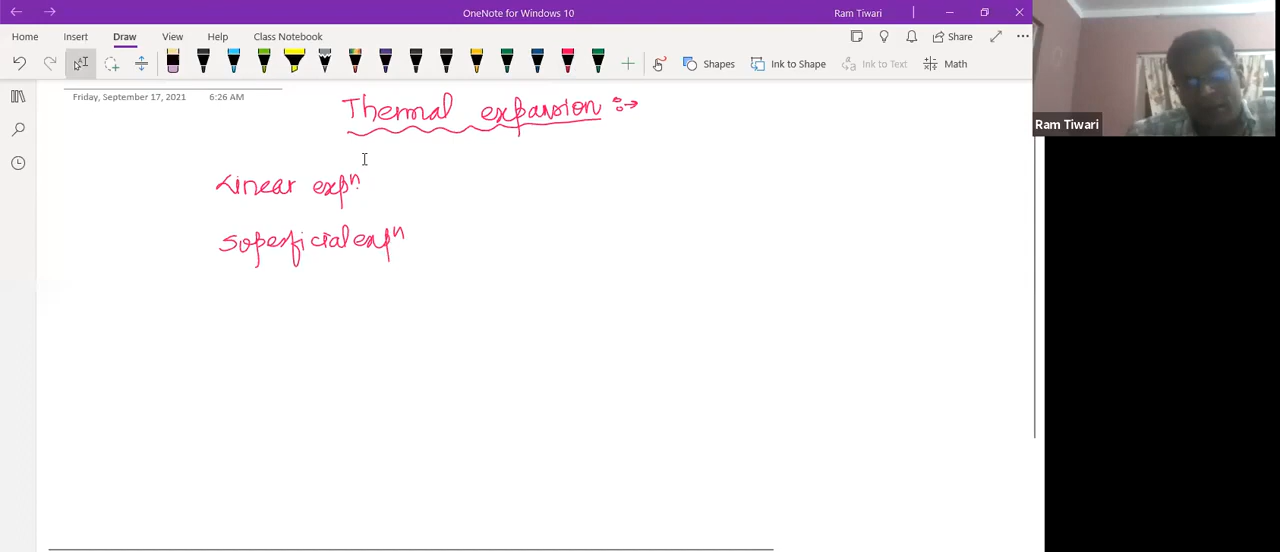 OneNote for Windows 10
Ram Tiwari
Home Insert Draw View Help Class Notebook Share
Shapes Ink to Shape Ink to Text Math
Friday, September 17, 2021 6:26 AM
Thermal expansion :→
Ram Tiwari
Linear expn
Superficial expn